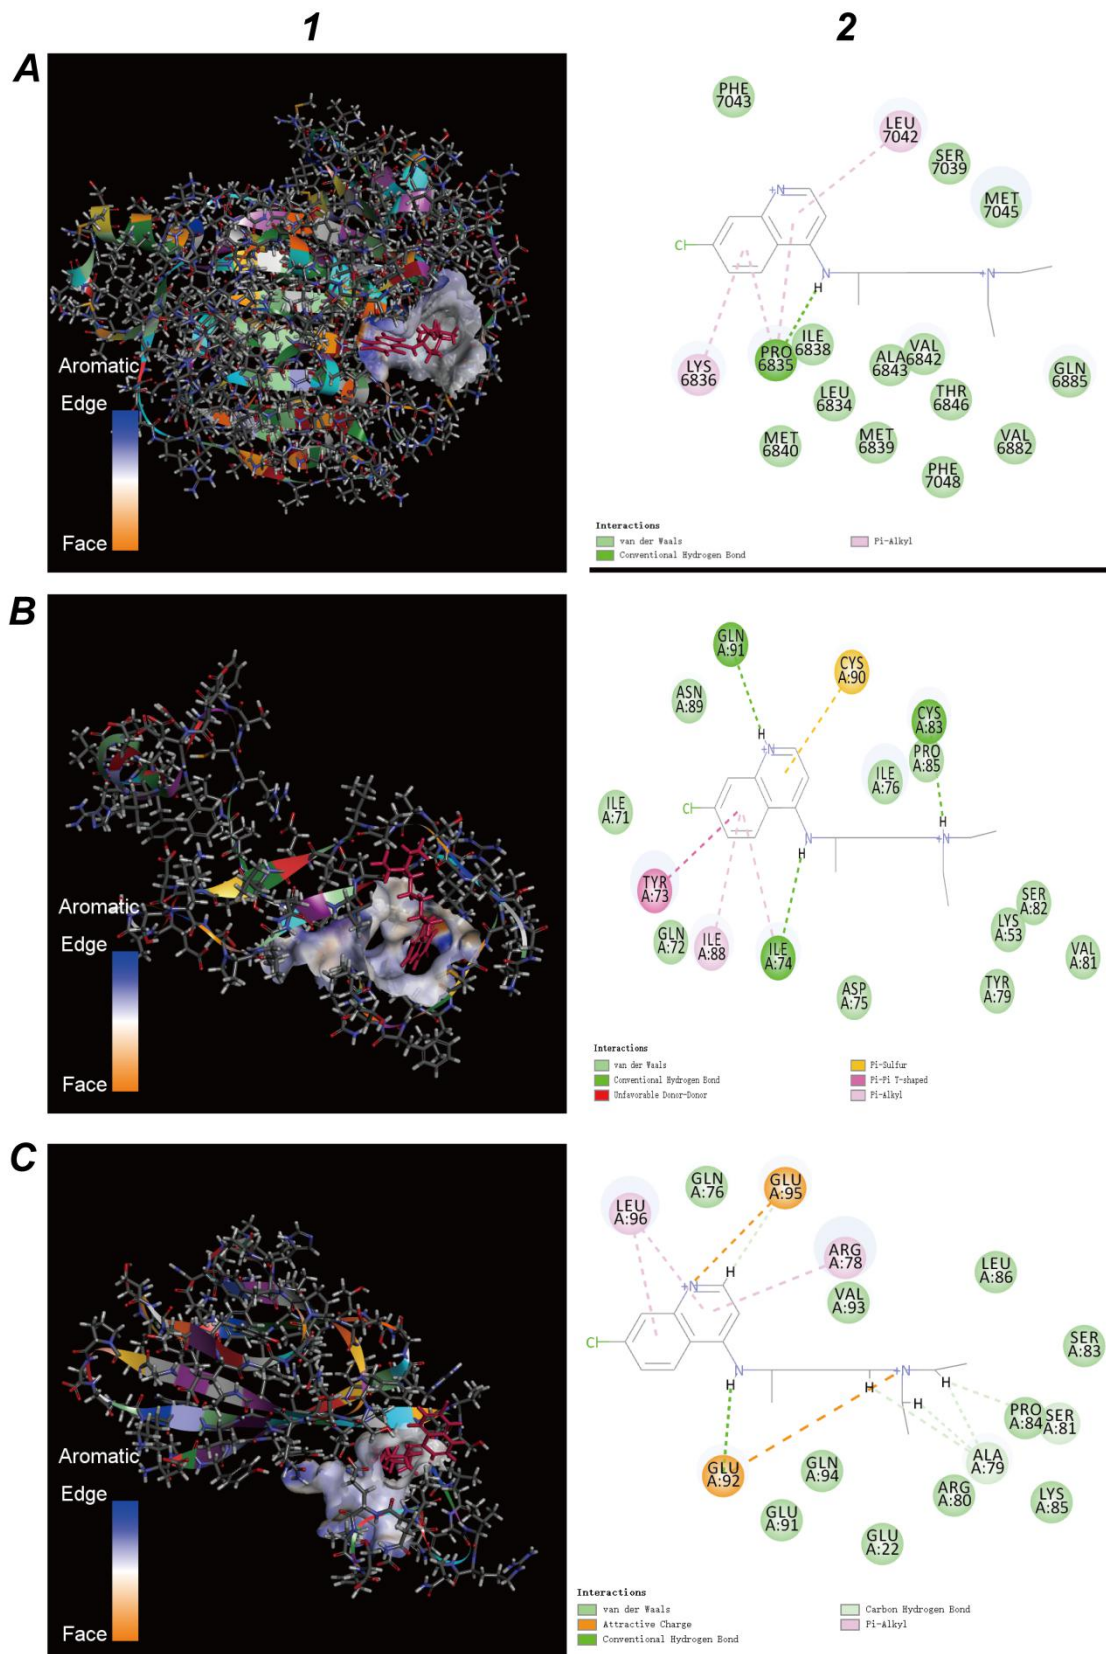 1
2
A
Aromatic
Edge
Face
PHE
7043
LEU
7042
SER
7039
MET
7045
+N
Cl
N
H
+N
LYS
6836
PRO
6835
ILE
6838
ALA
6843
VAL
6842
GLN
6885
LEU
6834
THR
6846
MET
6840
MET
6839
VAL
6882
PHE
7048
Interactions
van der Waals
Conventional Hydrogen Bond
Pi-Alkyl
B
Aromatic
Edge
Face
GLN
A:91
CYS
A:90
ASN
A:89
CYS
A:83
PRO
A:85
ILE
A:76
H
+N
Cl
ILE
A:71
N
H
H
+N
TYR
A:73
GLN
A:72
ILE
A:88
ILE
A:74
SER
A:82
LYS
A:53
VAL
A:81
ASP
A:75
TYR
A:79
Interactions
van der Waals
Conventional Hydrogen Bond
Unfavorable Donor-Donor
Pi-Sulfur
Pi-Pi T-shaped
Pi-Alkyl
C
Aromatic
Edge
Face
LEU
A:96
GLN
A:76
GLU
A:95
ARG
A:78
LEU
A:86
VAL
A:93
+N
H
Cl
SER
A:83
N
H
H
+N
H
H
PRO
A:84
SER
A:81
ALA
A:79
GLU
A:92
GLN
A:94
ARG
A:80
LYS
A:85
GLU
A:91
GLU
A:22
Interactions
van der Waals
Attractive Charge
Conventional Hydrogen Bond
Carbon Hydrogen Bond
Pi-Alkyl